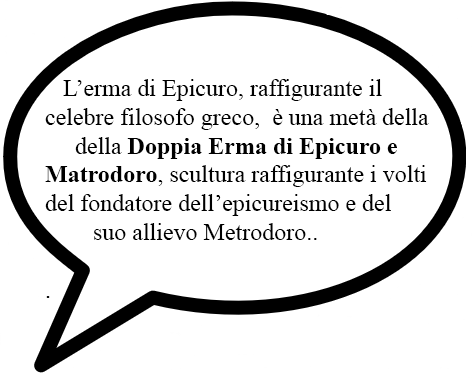 L’erma di Epicuro, raffigurante il
celebre filosofo greco, è una metà della
della Doppia Erma di Epicuro e
Matrodoro, scultura raffigurante i volti
del fondatore dell’epicureismo e del
suo allievo Metrodoro..
.